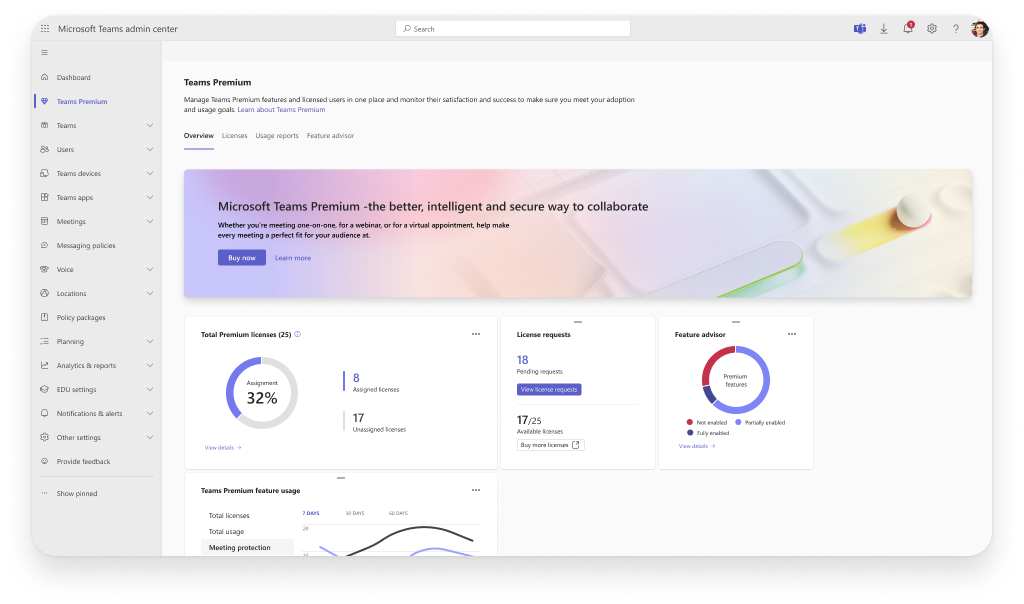 Microsoft Teams admin center
Search
1
?
Dashboard
Teams Premium
Teams
Users
Teams devices
Teams apps
Meetings
Messaging policies
Voice
Locations
Policy packages
Planning
Analytics & reports
EDU settings
Notifications & alerts
Other settings
Provide feedback
Show pinned
Teams Premium
Manage Teams Premium features and licensed users in one place and monitor their satisfaction and success to make sure you meet your adoption
and usage goals. Learn about Teams Premium
Overview Licenses Usage reports Feature advisor
Microsoft Teams Premium -the better, intelligent and secure way to collaborate
Whether you're meeting one-on-one, for a webinar, or for a virtual appointment, help make
every meeting a perfect fit for your audience at.
Buy now Learn more
Total Premium licenses (25)
Assignment
32%
8
Assigned licenses
17
Unassigned licenses
View details
License requests
18
Pending requests
View license requests
17/25
Available licenses
Buy more licenses
Feature advisor
Premium
features
Not enabled Partially enabled
Fully enabled
View details
Teams Premium feature usage
Total licenses
Total usage
Meeting protection
7 DAYS 30 DAYS 60 DAYS
20